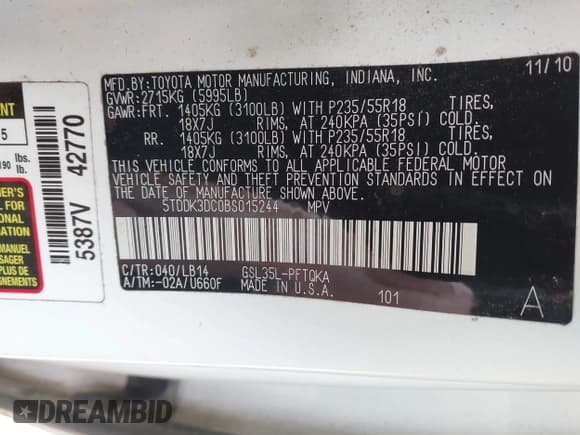 MFD.BY:TOYOTA MOTOR MANUFACTURING, INDIANA, INC. 11/10
GVWR:2715KG (5995LB)
GAWR:FRT. 1405KG (3100LB) WITH P235/55R18 TIRES,
18X7J RIMS, AT 240KPA (35PSI) COLD.
RR. 1405KG (3100LB) WITH P235/55R18 TIRES,
18X7J RIMS, AT 240KPA (35PSI) COLD.
THIS VEHICLE CONFORMS TO ALL APPLICABLE FEDERAL MOTOR
VEHICLE SAFETY AND THEFT PREVENTION STANDARDS IN EFFECT ON
THE DATE OF MANUFACTURE SHOWN ABOVE.
5TDDK3DC0BS015244 MPV
C/TR:040/LB14 GSL35L-PFTQKA
A/TM:-02A/U660F MADE IN U.S.A. 101 A
5387V 42770
5
lbs.
lb.
MANUEL
DREAMBID